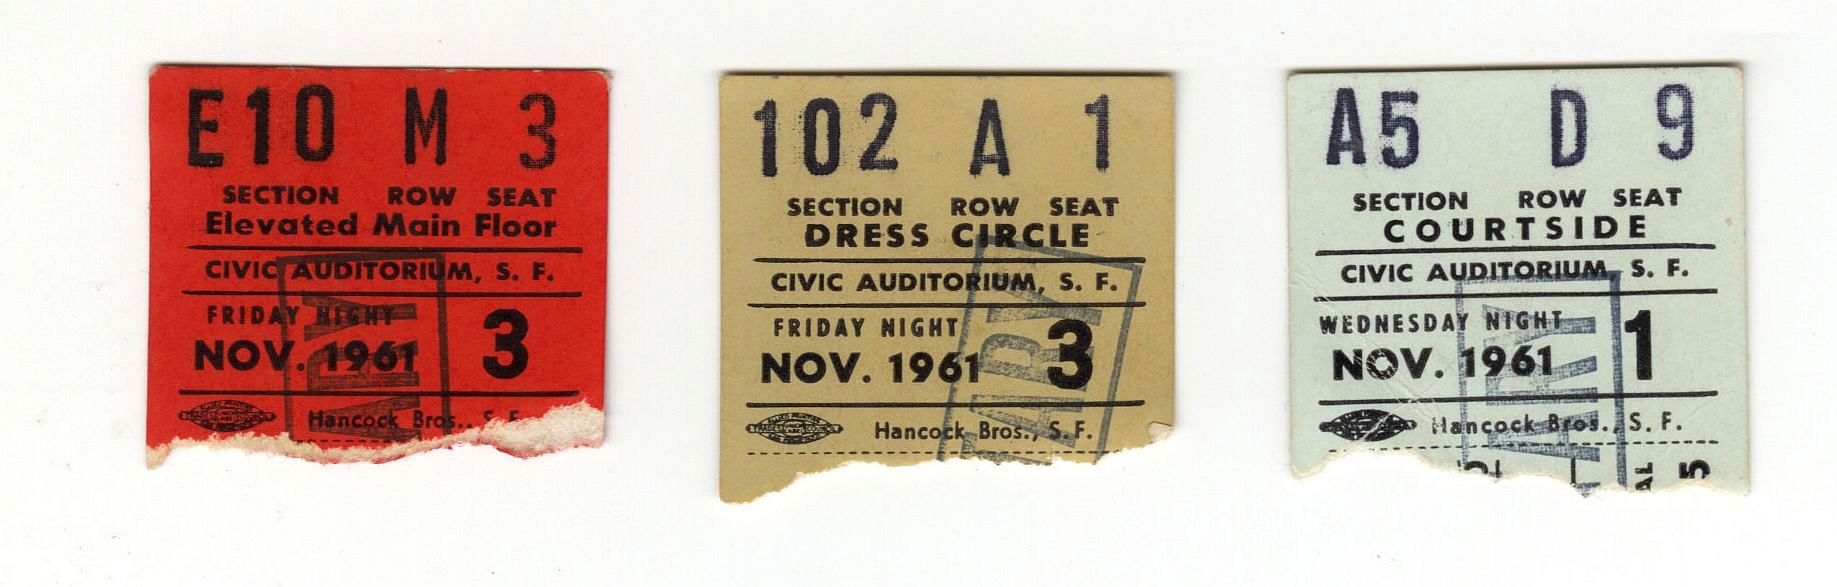 E10 M 3
SECTION ROW SEAT
Elevated Main Floor
CIVIC AUDITORIUM, S. F.
FRIDAY NIGHT
NOV. 1961 3
Hancock Bros., S. F.
102 A 1
SECTION ROW SEAT
DRESS CIRCLE
CIVIC AUDITORIUM, S. F.
FRIDAY NIGHT
NOV. 1961 3
Hancock Bros., S. F.
TARY
A5 D 9
SECTION ROW SEAT
COURTSIDE
CIVIC AUDITORIUM, S. F.
WEDNESDAY NIGHT
NOV. 1961 1
Hancock Bros., S. F.
ARY